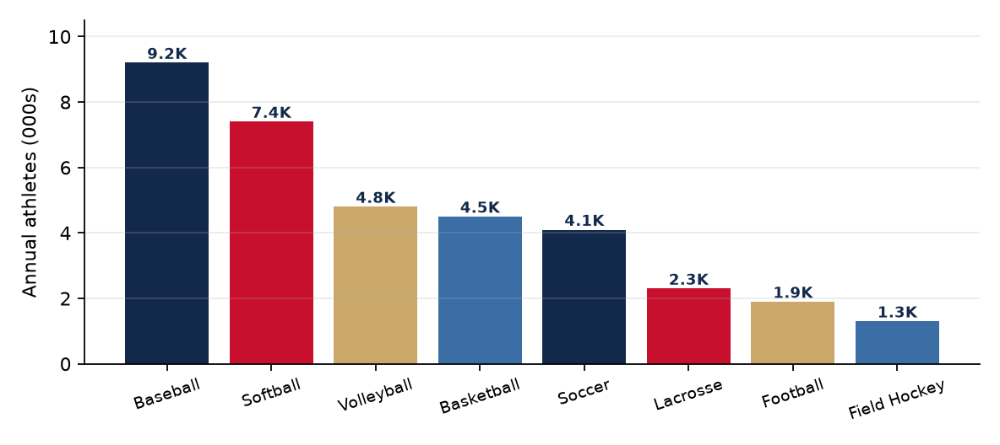 Annual athletes (000s)
10
8
6
4
2
0
9.2K
7.4K
4.8K
4.5K
4.1K
2.3K
1.9K
1.3K
Baseball
Softball
Volleyball
Basketball
Soccer
Lacrosse
Football
Field Hockey